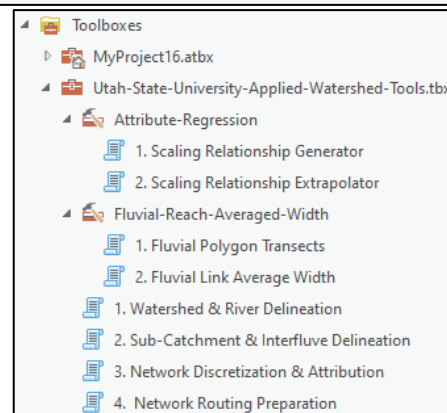 Toolboxes
MyProject16.atbx
Utah-State-University-Applied-Watershed-Tools.tbx
Attribute-Regression
1. Scaling Relationship Generator
2. Scaling Relationship Extrapolator
Fluvial-Reach-Averaged-Width
1. Fluvial Polygon Transects
2. Fluvial Link Average Width
1. Watershed & River Delineation
2. Sub-Catchment & Interfluve Delineation
3. Network Discretization & Attribution
4. Network Routing Preparation